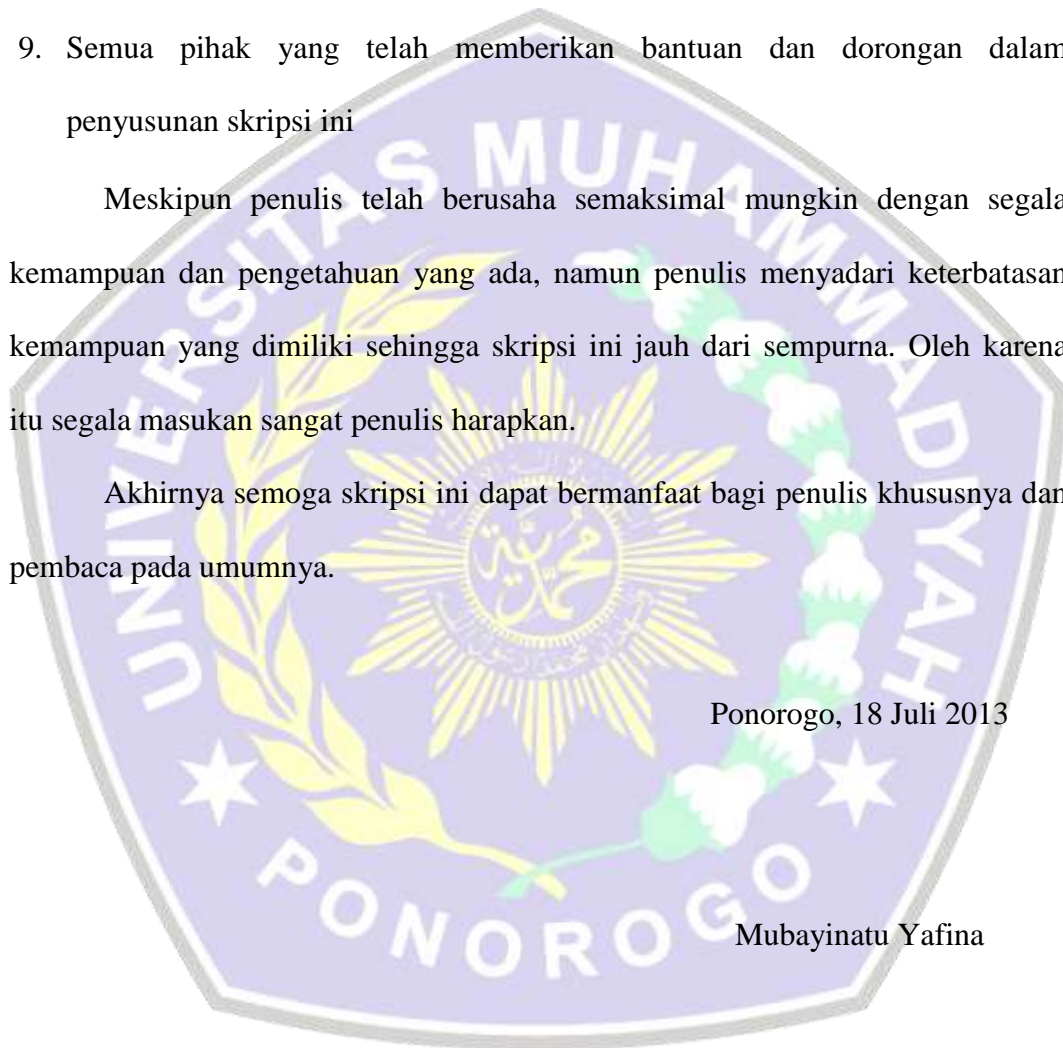 9. Semua pihak yang telah memberikan bantuan dan dorongan dalam
penyusunan skripsi ini
Meskipun penulis telah berusaha semaksimal mungkin dengan segala
kemampuan dan pengetahuan yang ada, namun penulis menyadari keterbatasan
kemampuan yang dimiliki sehingga skripsi ini jauh dari sempurna. Oleh karena
itu segala masukan sangat penulis harapkan.
Akhirnya semoga skripsi ini dapat bermanfaat bagi penulis khususnya dan
pembaca pada umumnya.
Ponorogo, 18 Juli 2013
Mubayinatu Yafina
UNIVERSITAS MUHAMMADIYAH
PONOROGO
محمدية